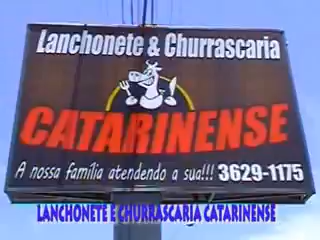 Lanchonete & Churrascaria
CATARINENSE
A nossa família atendendo a sua!!! 3629-1175
LANCHONETE E CHURRASCARIA CATARINENSE